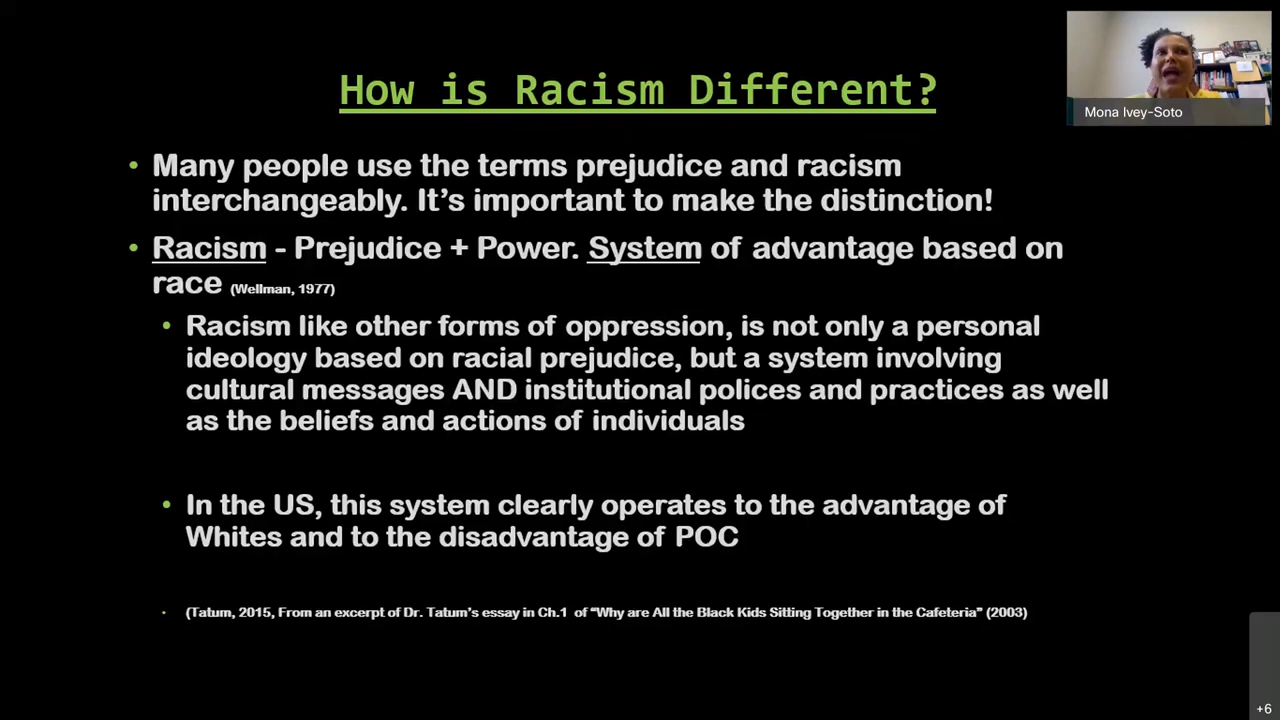 How is Racism Different?
Mona Ivey-Soto
• Many people use the terms prejudice and racism
interchangeably. It's important to make the distinction!
• Racism - Prejudice + Power. System of advantage based on
race (Wellman, 1977)
• Racism like other forms of oppression, is not only a personal
ideology based on racial prejudice, but a system involving
cultural messages AND institutional polices and practices as well
as the beliefs and actions of individuals
• In the US, this system clearly operates to the advantage of
Whites and to the disadvantage of POC
• (Tatum, 2015, From an excerpt of Dr. Tatum's essay in Ch.1 of “Why are All the Black Kids Sitting Together in the Cafeteria” (2003)
+6